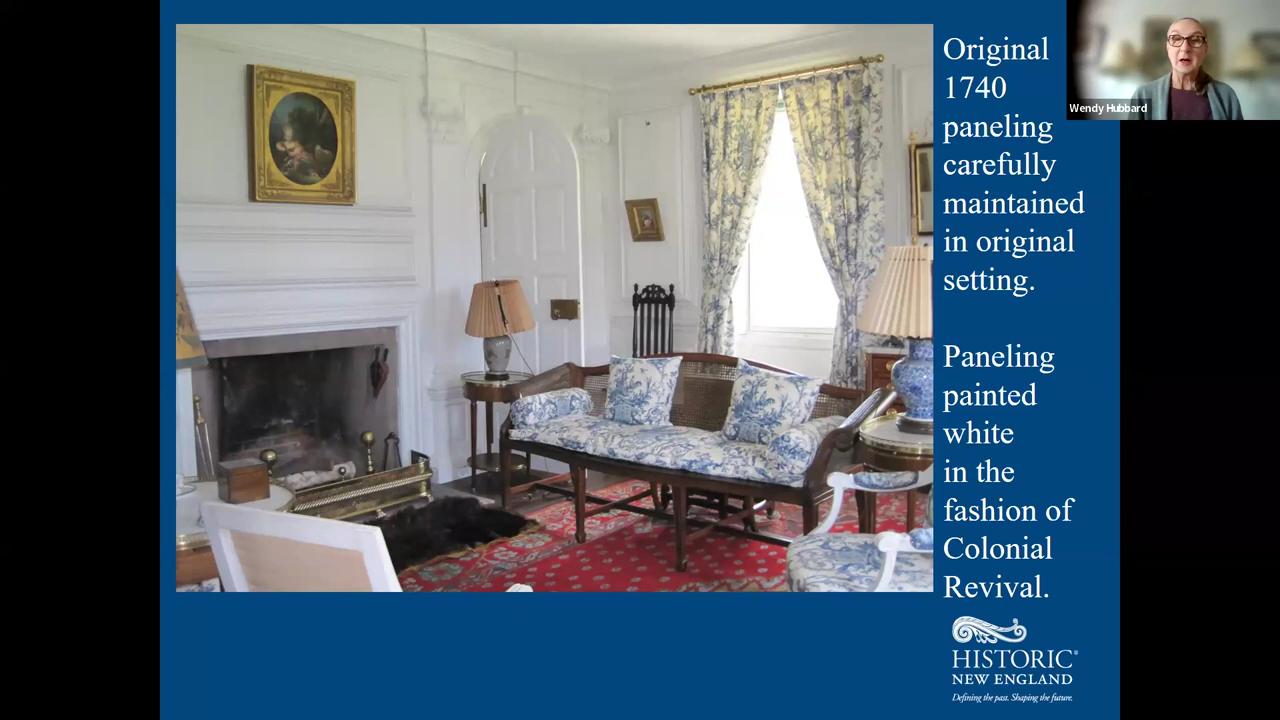 Original
1740
paneling
carefully
maintained
in original
setting.
Paneling
painted
white
in the
fashion of
Colonial
Revival.
HISTORIC®
NEW ENGLAND
Defining the past. Shaping the future.
Wendy Hubbard